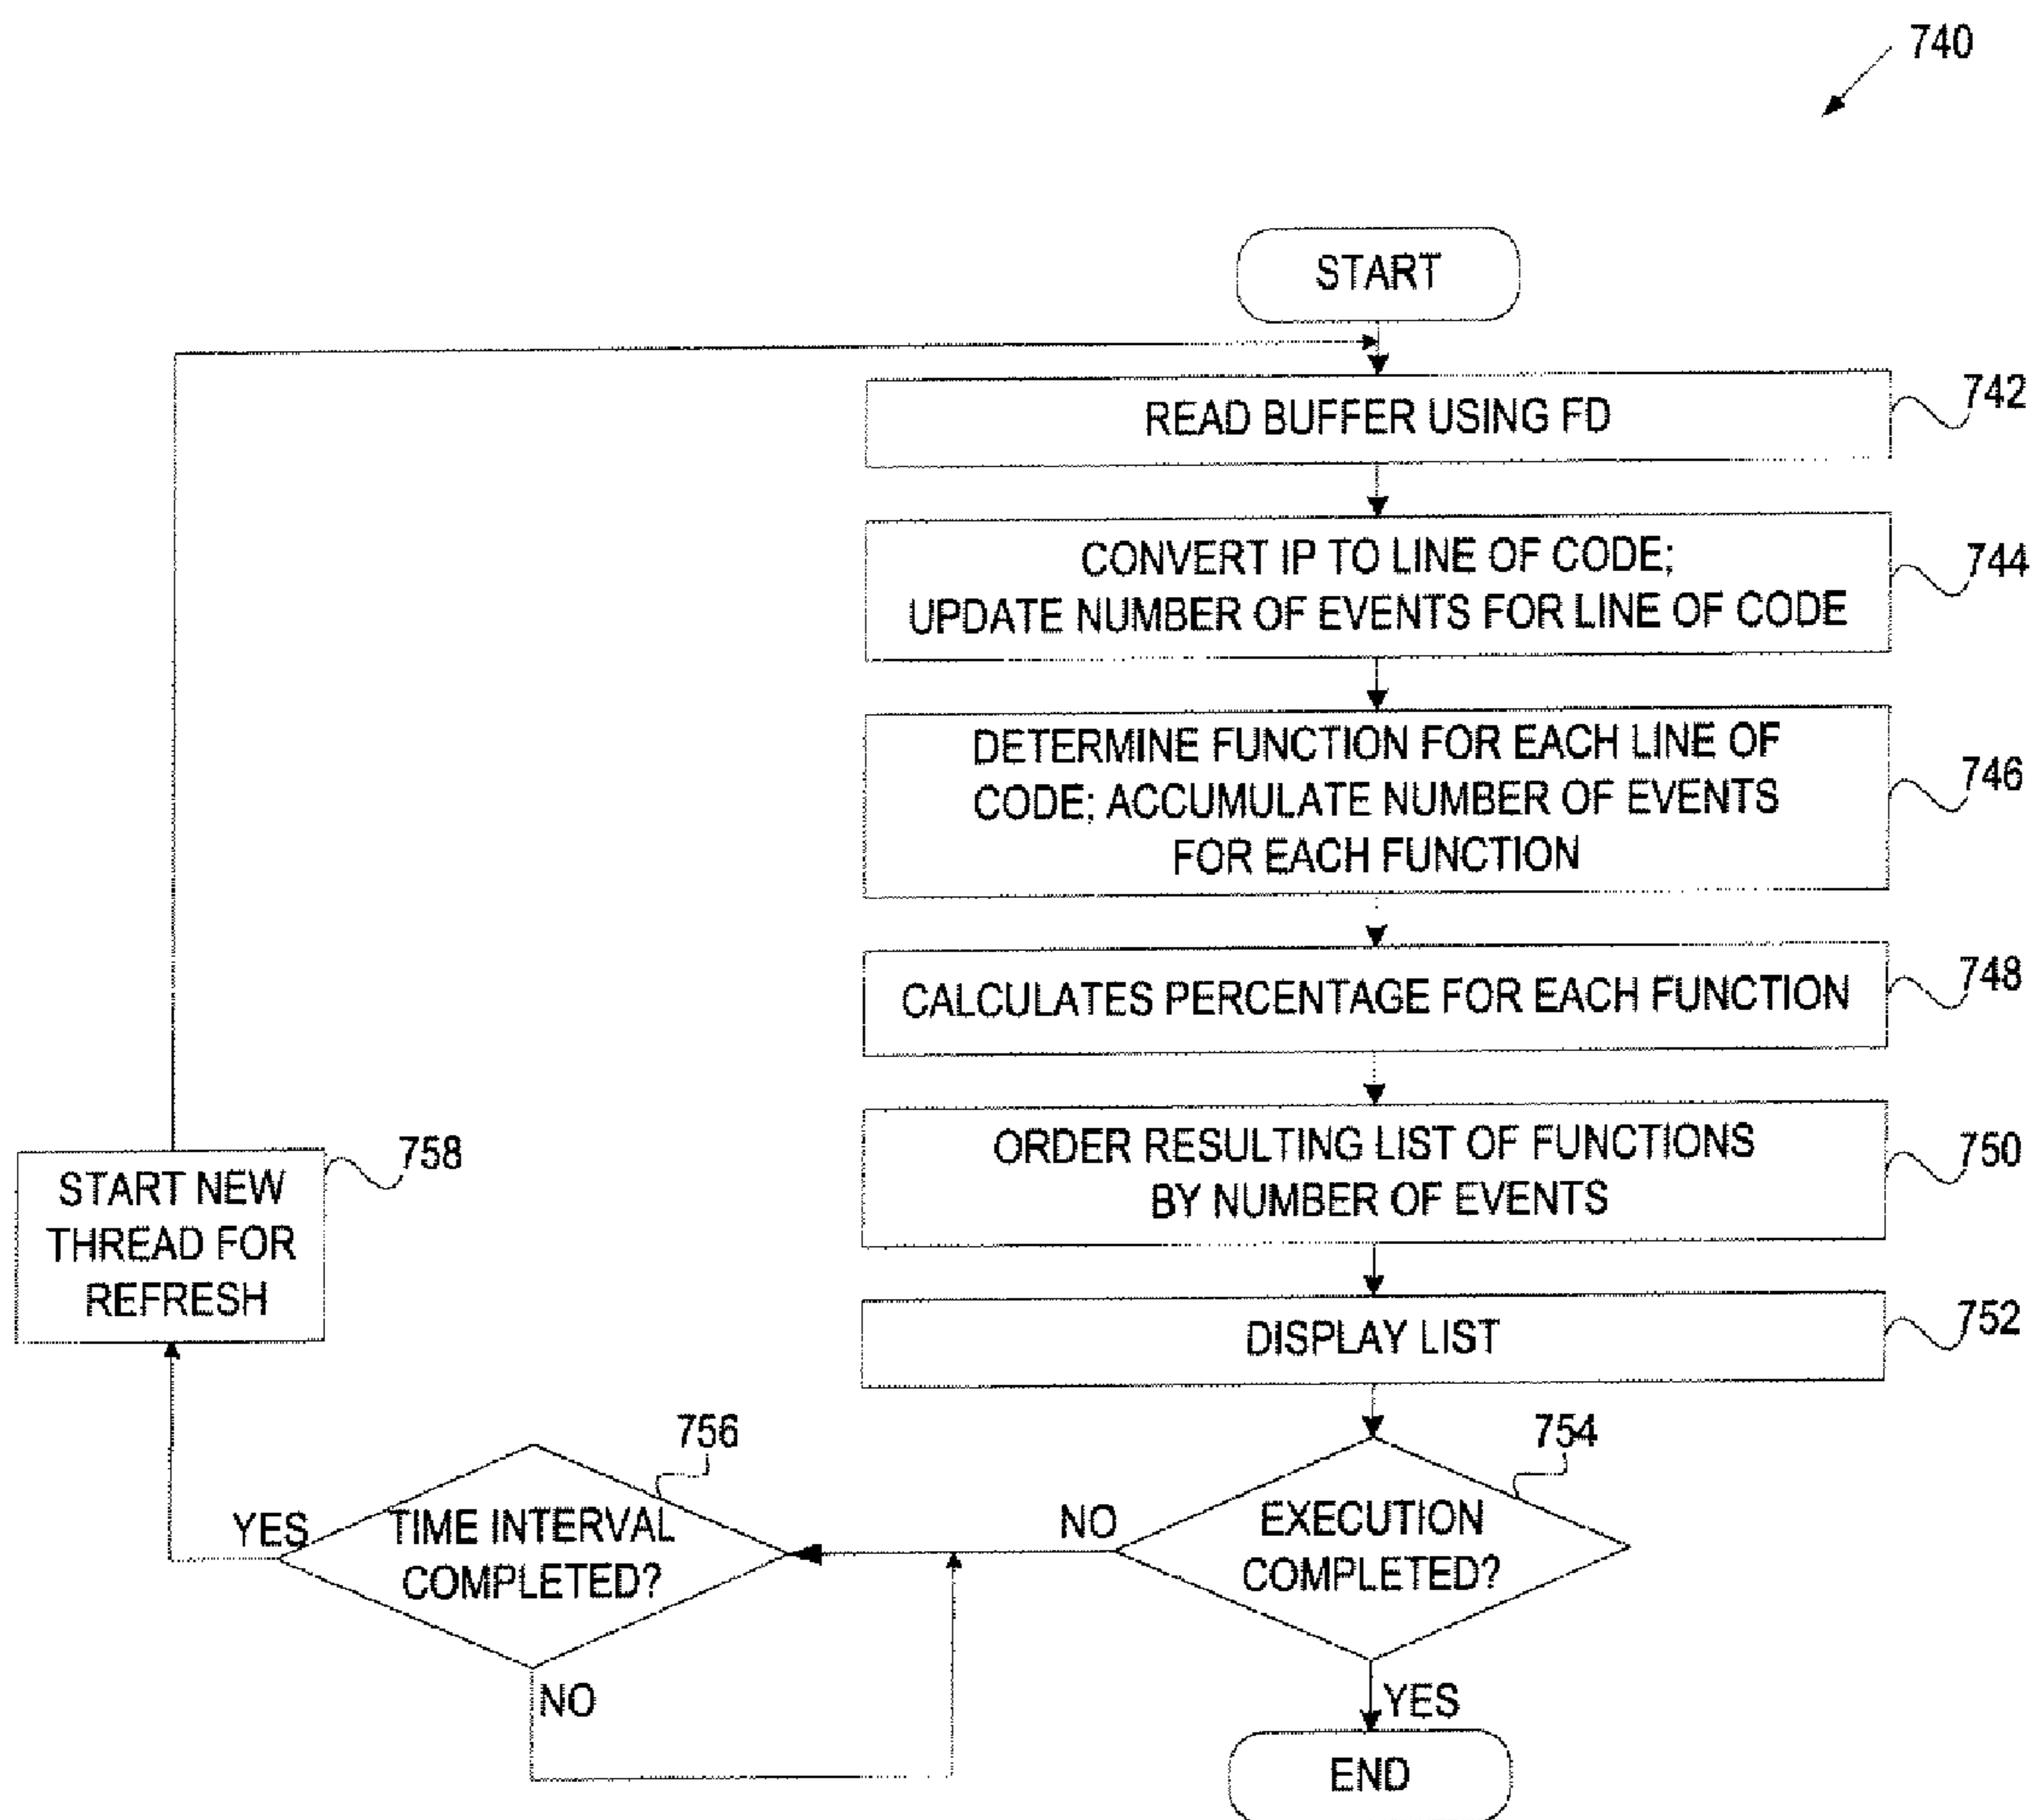 740
START
READ BUFFER USING FD
742
CONVERT IP TO LINE OF CODE;
UPDATE NUMBER OF EVENTS FOR LINE OF CODE
744
DETERMINE FUNCTION FOR EACH LINE OF
CODE; ACCUMULATE NUMBER OF EVENTS
FOR EACH FUNCTION
746
CALCULATES PERCENTAGE FOR EACH FUNCTION
748
ORDER RESULTING LIST OF FUNCTIONS
BY NUMBER OF EVENTS
750
DISPLAY LIST
752
EXECUTION
COMPLETED?
754
NO
YES
END
TIME INTERVAL
COMPLETED?
756
YES
NO
START NEW
THREAD FOR
REFRESH
758